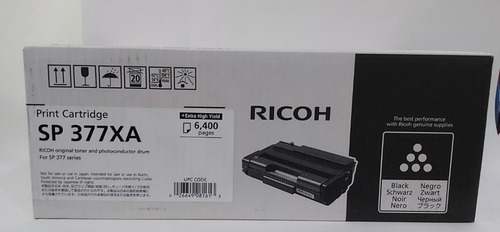 20
Print Cartridge
SP 377XA
RICOH original toner and photoconductor drum
For SP 377 series
+ Extra High Yield
6,400
pages
UPC CODE
RICOH
The best performance
with Ricoh genuine supplies
Black Negro
Schwarz Zwart
Noir Черный
Nero ブラック